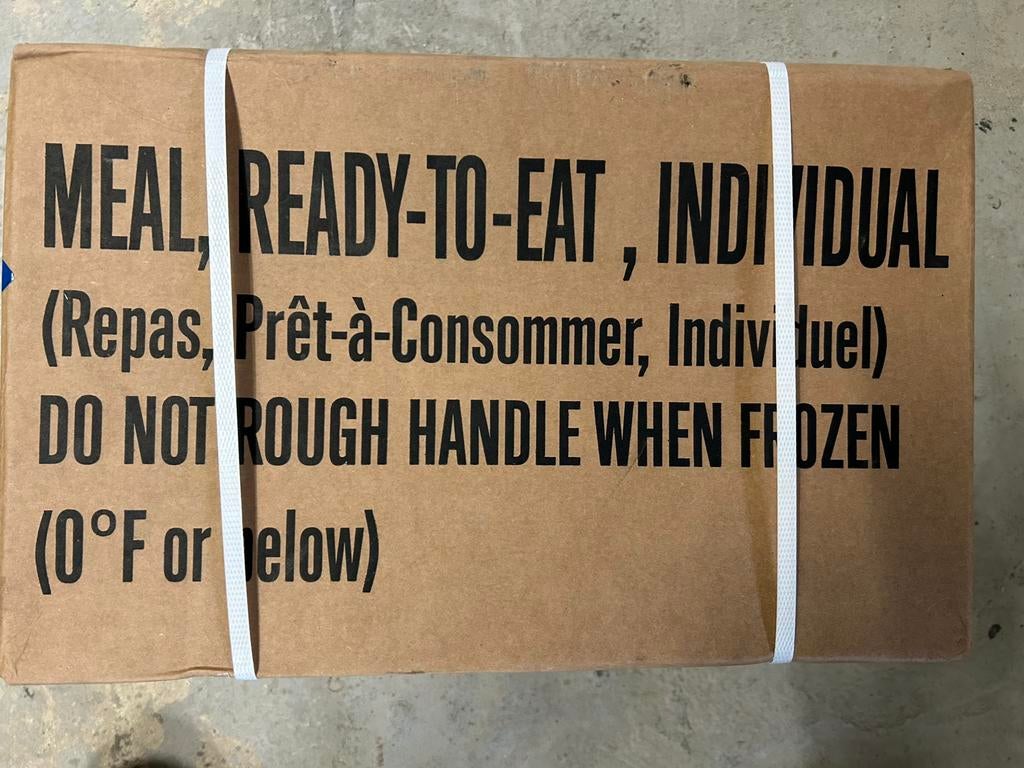 MEAL, READY-TO-EAT , INDIVIDUAL
(Repas, Prêt-à-Consommer, Individuel)
DO NOT ROUGH HANDLE WHEN FROZEN
(0°F or below)